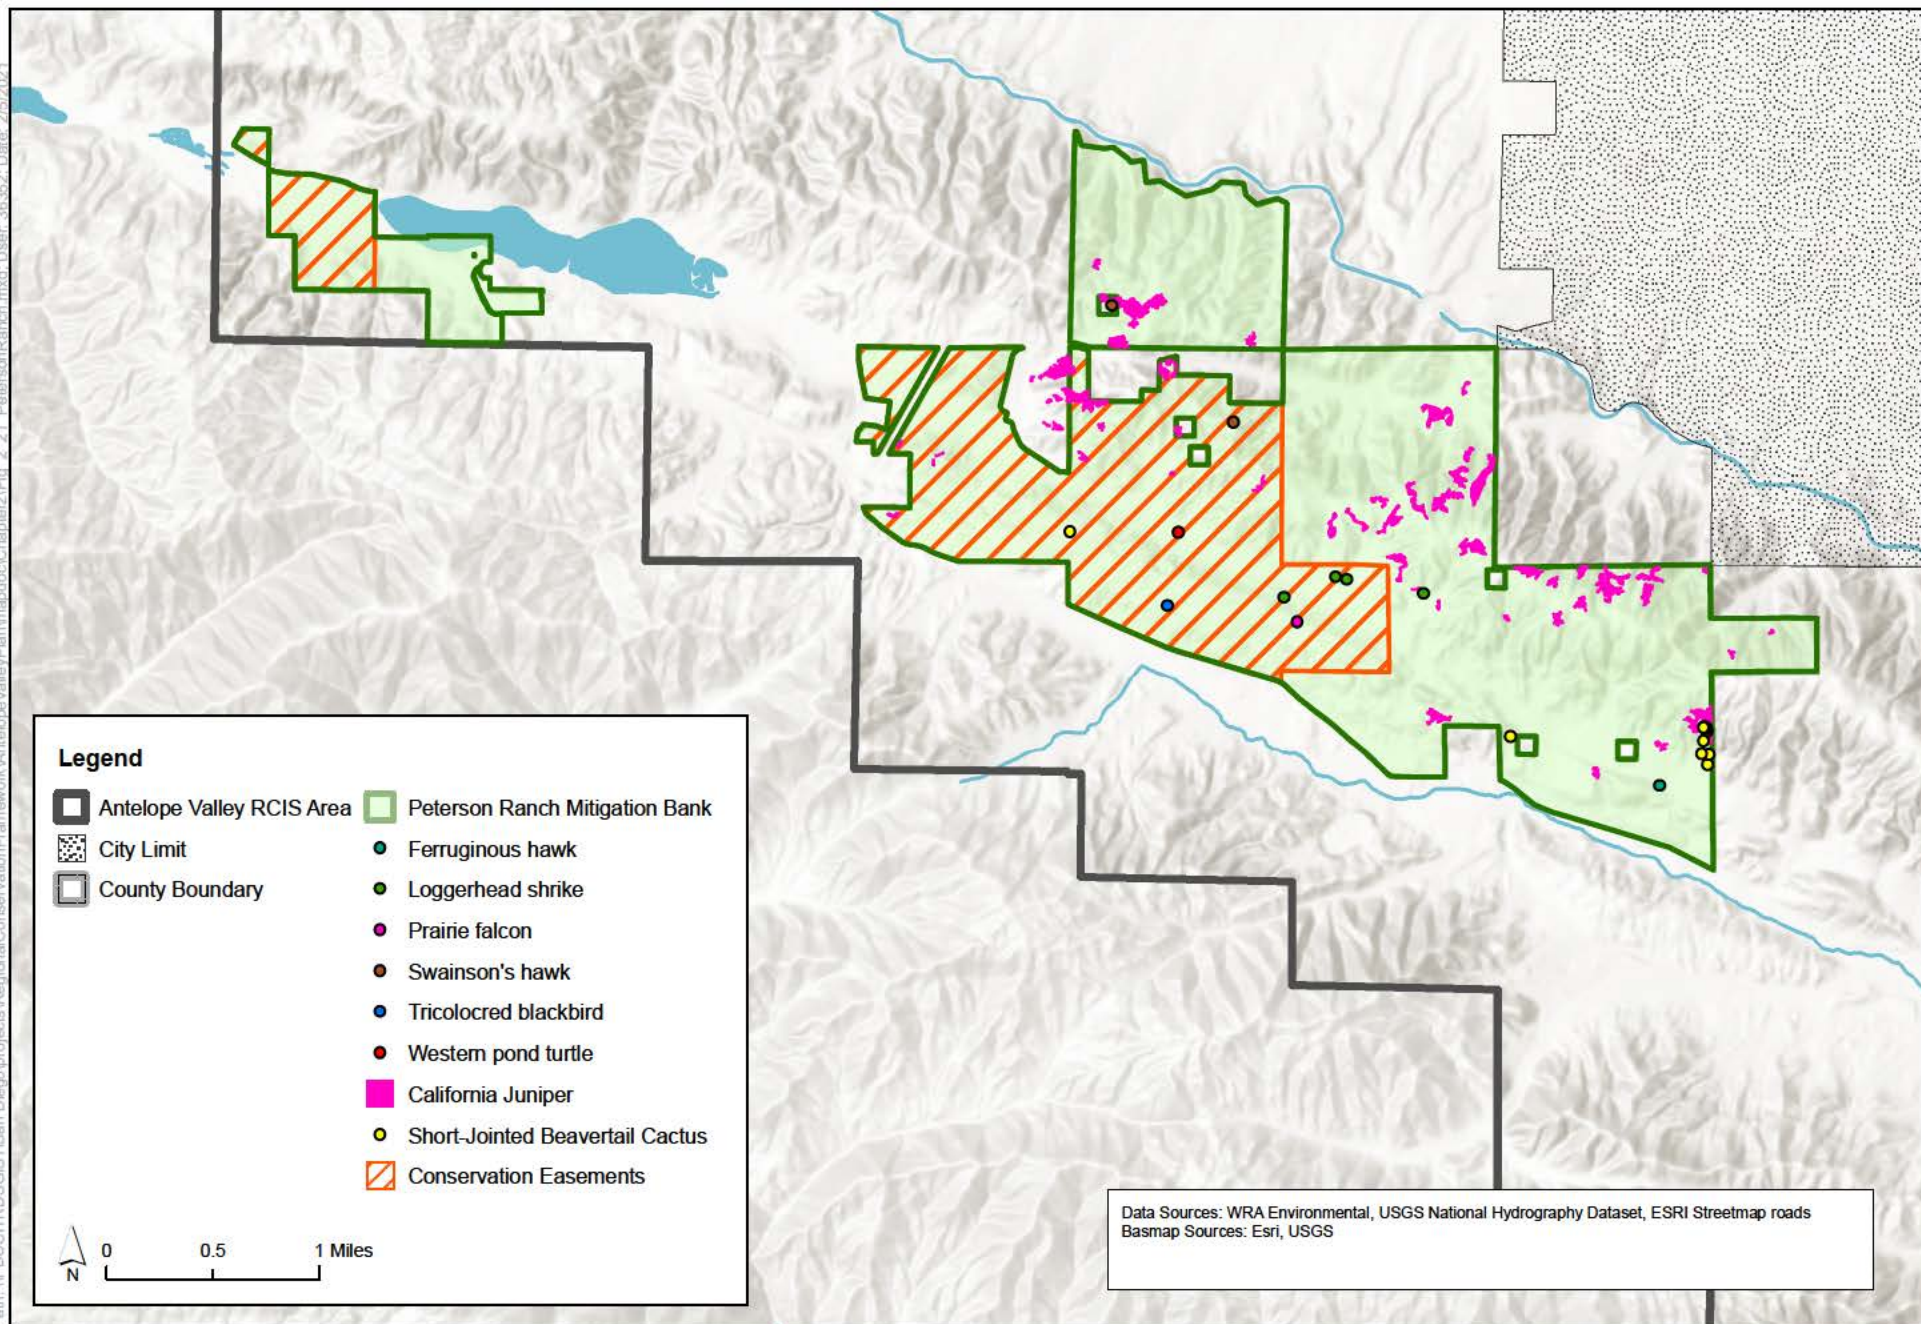 Legend
Antelope Valley RCIS Area
City Limit
County Boundary
Peterson Ranch Mitigation Bank
Ferruginous hawk
Loggerhead shrike
Prairie falcon
Swainson's hawk
Tricolocred blackbird
Western pond turtle
California Juniper
Short-Jointed Beavertail Cactus
Conservation Easements
N
0 0.5 1 Miles
Data Sources: WRA Environmental, USGS National Hydrography Dataset, ESRI Streetmap roads
Basmap Sources: Esri, USGS